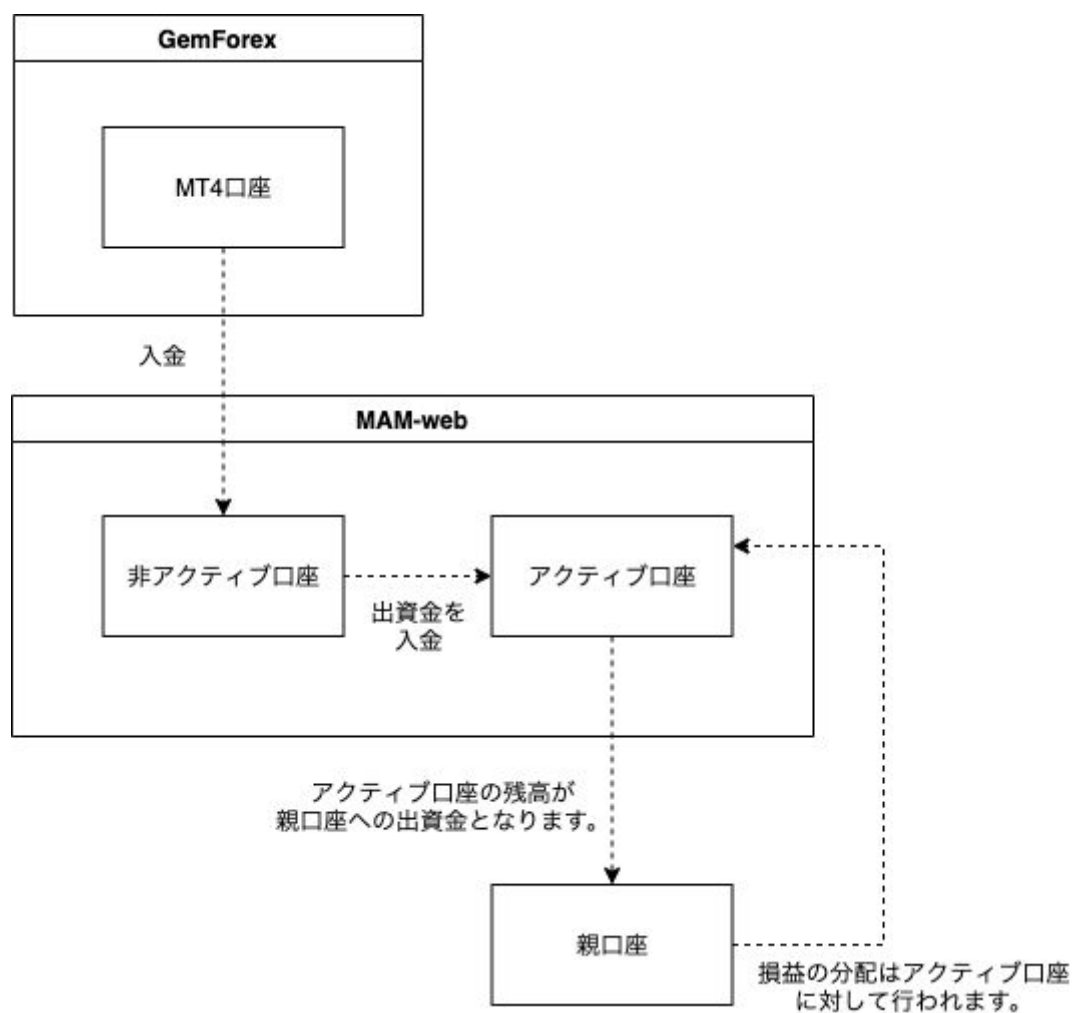 GemForex
MT4口座
入金
MAM-web
非アクティブ口座
アクティブ口座
出資金を
入金
アクティブ口座の残高が
親口座への出資金となります。
親口座
損益の分配はアクティブ口座
に対して行われます。